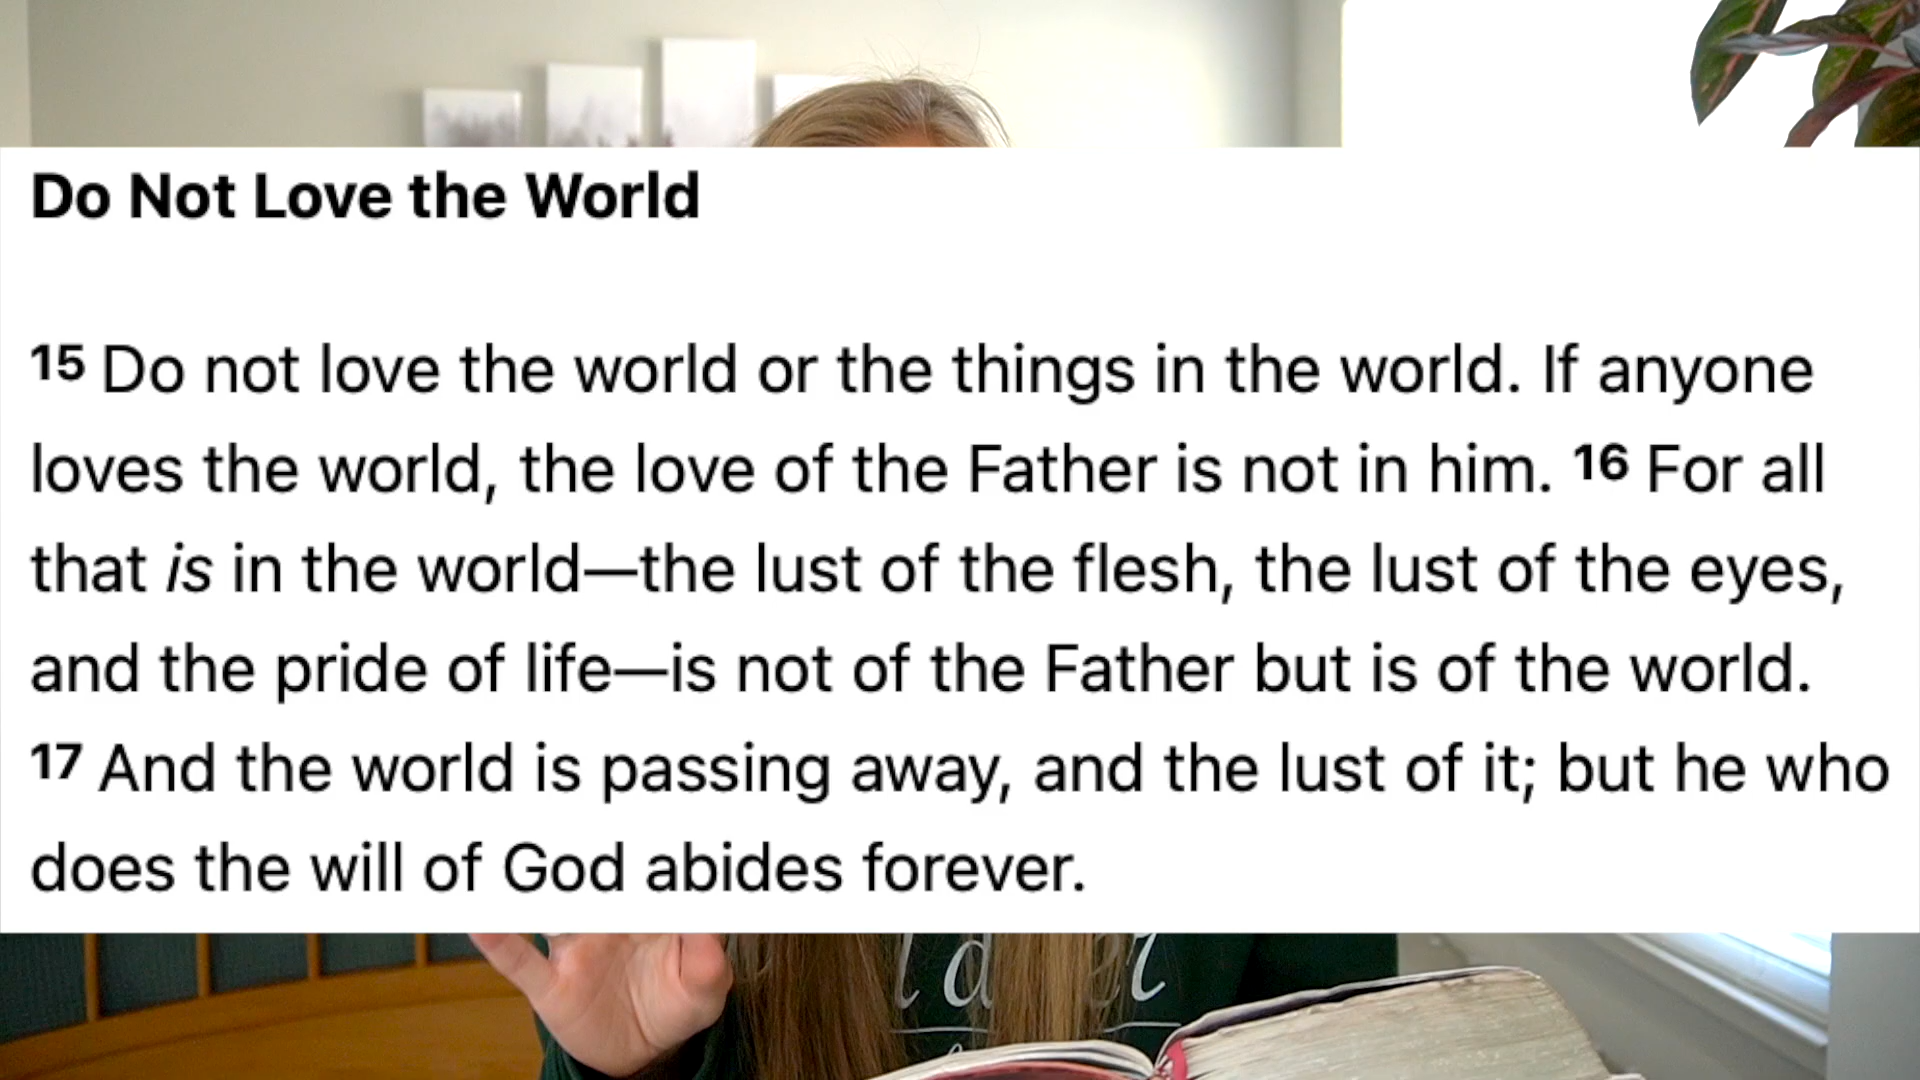 Do Not Love the World
15 Do not love the world or the things in the world. If anyone
loves the world, the love of the Father is not in him. 16 For all
that is in the world—the lust of the flesh, the lust of the eyes,
and the pride of life—is not of the Father but is of the world.
17 And the world is passing away, and the lust of it; but he who
does the will of God abides forever.